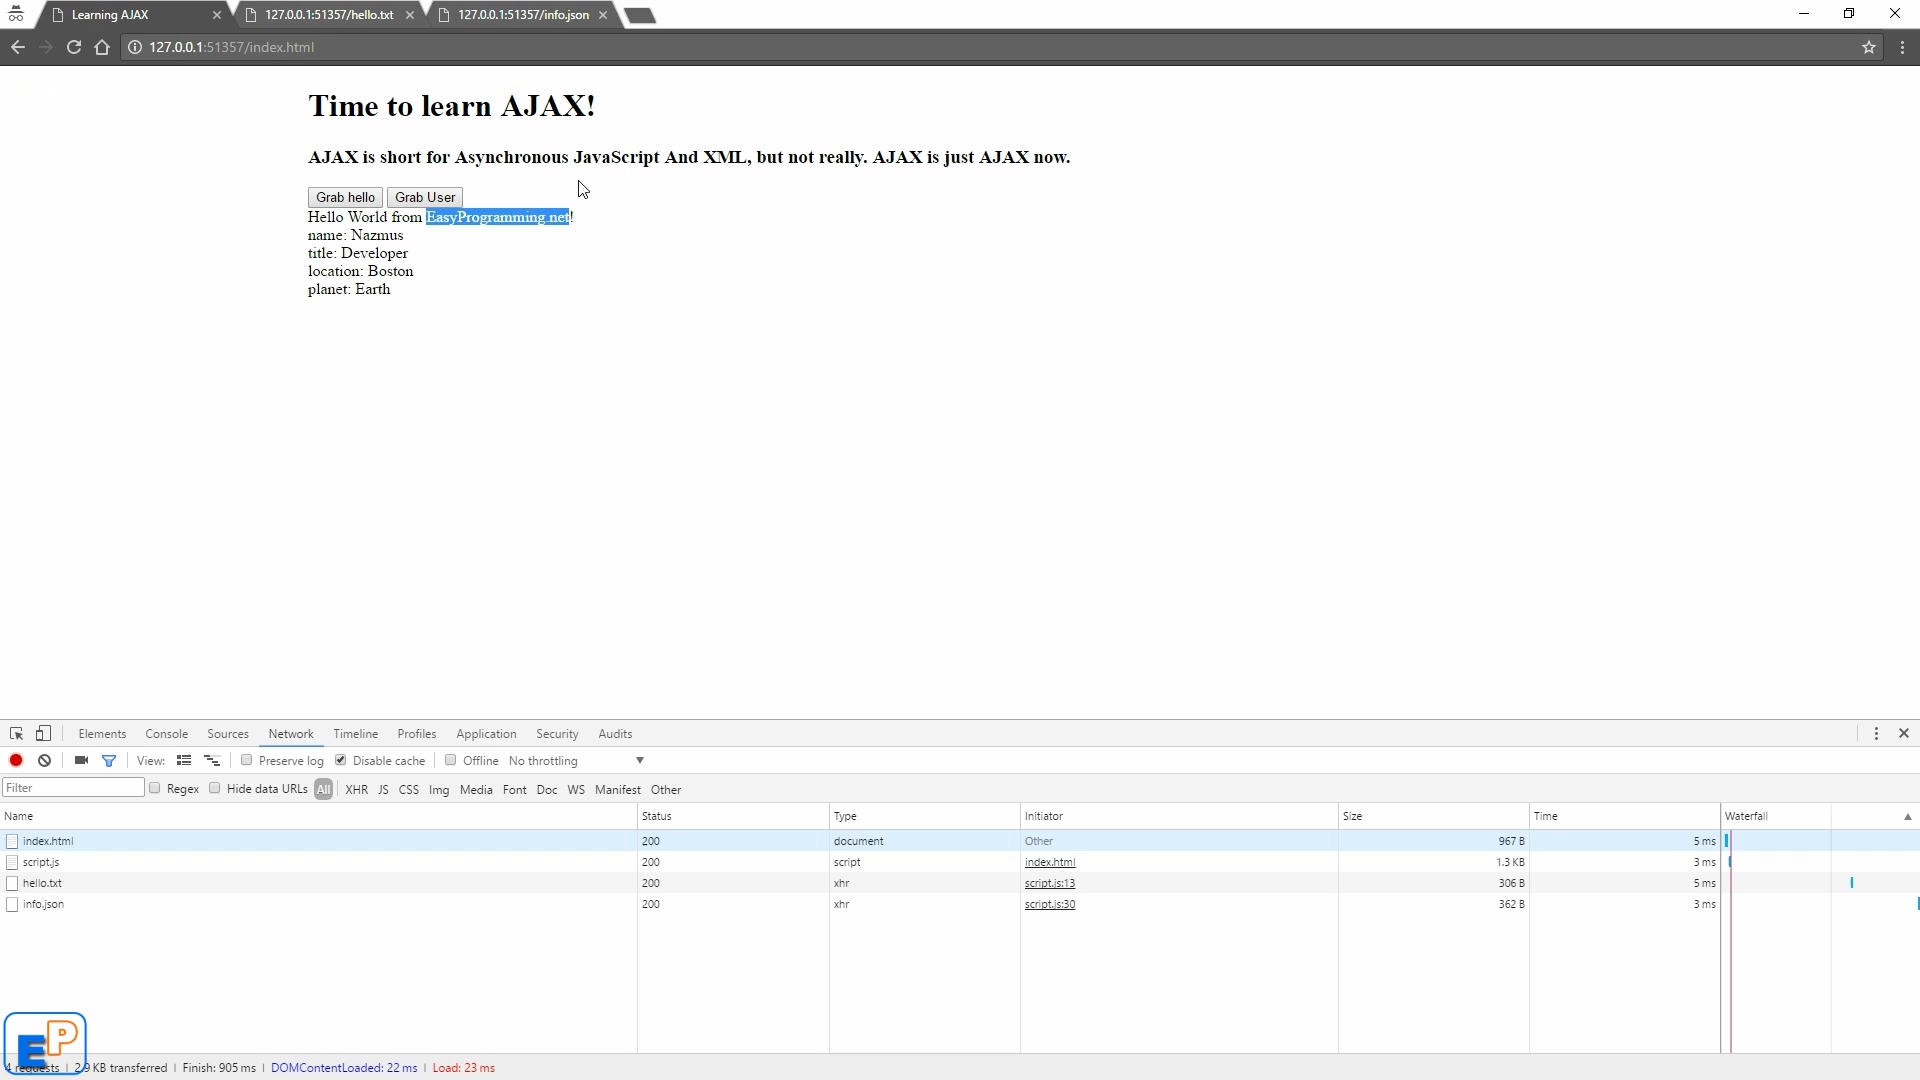 Learning AJAX
127.0.0.1:51357/hello.txt
127.0.0.1:51357/info.json
127.0.0.1:51357/index.html
Time to learn AJAX!
AJAX is short for Asynchronous JavaScript And XML, but not really. AJAX is just AJAX now.
Grab hello Grab User
Hello World from EasyProgramming.net!
name: Nazmus
title: Developer
location: Boston
planet: Earth
Elements Console Sources Network Timeline Profiles Application Security Audits
View: Preserve log Disable cache Offline No throttling
Filter Regex Hide data URLs All XHR JS CSS Img Media Font Doc WS Manifest Other
Name Status Type Initiator Size Time Waterfall
index.html 200 document Other 967 B 5 ms
script.js 200 script index.html 1.3 KB 3 ms
hello.txt 200 xhr script.js:13 306 B 5 ms
info.json 200 xhr script.js:30 362 B 3 ms
EP
4 requests | 2.9 KB transferred | Finish: 905 ms | DOMContentLoaded: 22 ms | Load: 23 ms